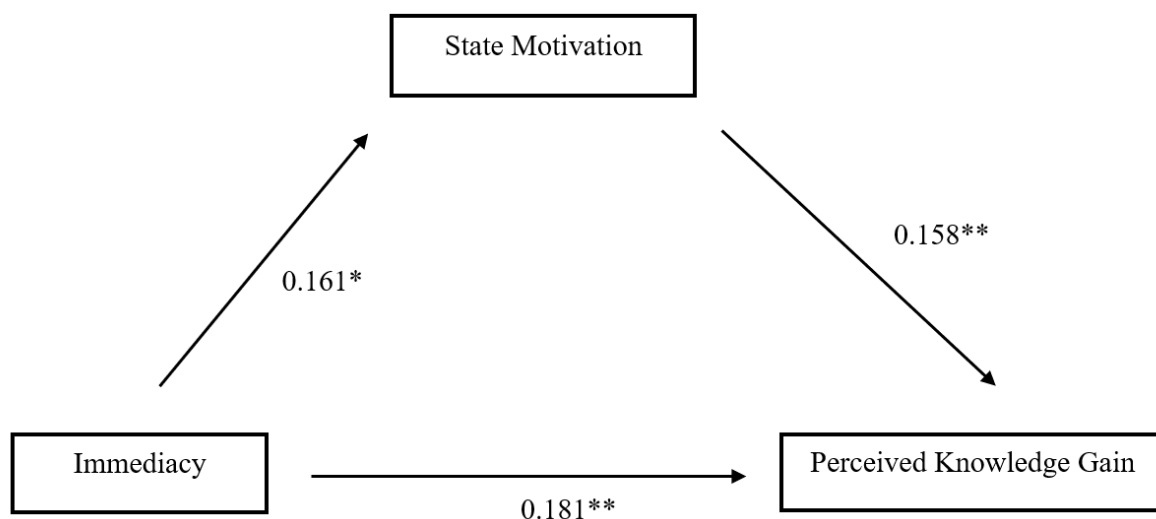 State Motivation
0.158**
0.161*
Immediacy
Perceived Knowledge Gain
0.181**